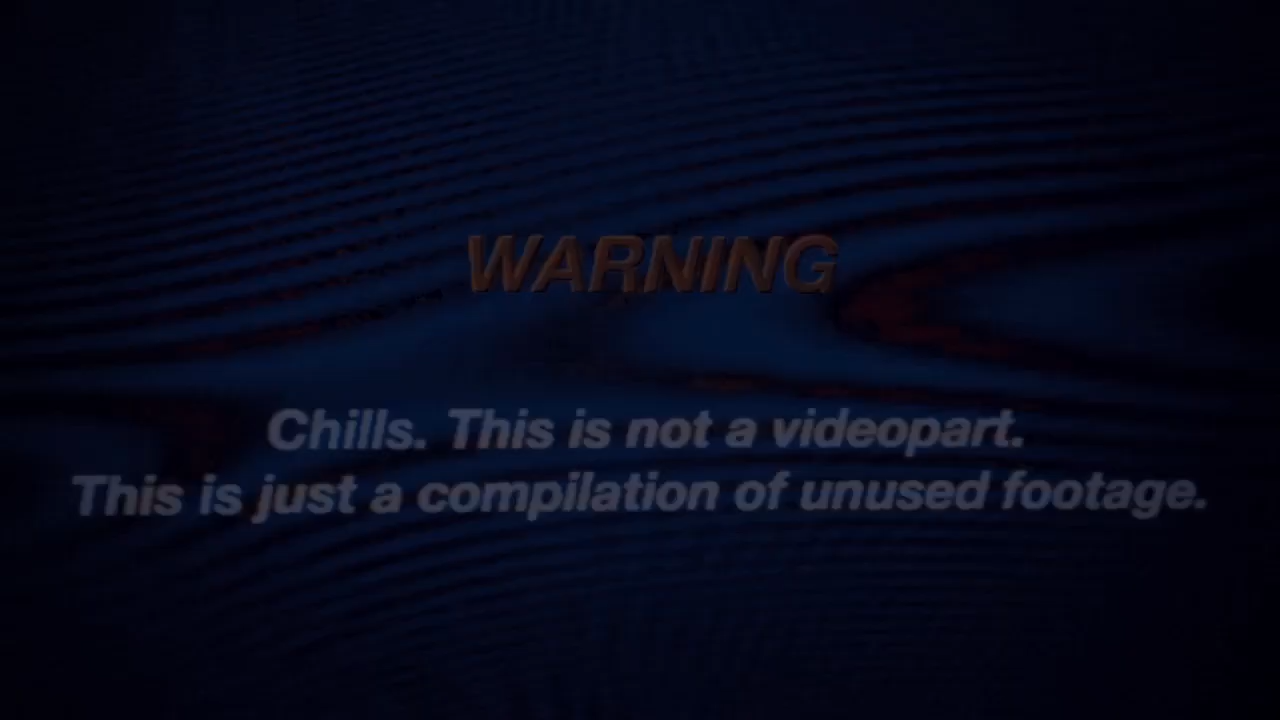 WARNING
Chills. This is not a videopart.
This is just a compilation of unused footage.